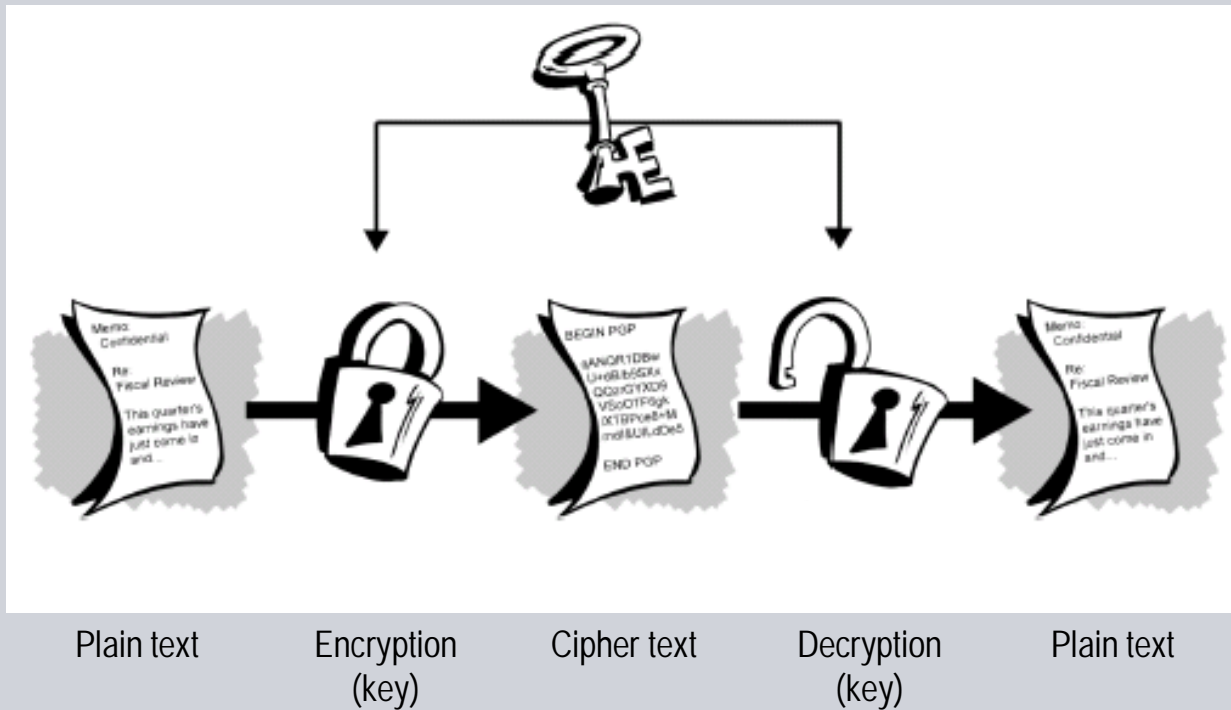 Memo:
Confidential
Re:
Fiscal Review
This quarter's
earnings have
just come in
and...
BEGIN PGP
END PGP
Memo:
Confidential
Re:
Fiscal Review
This quarter's
earnings have
just come in
and...
Plain text
Encryption
(key)
Cipher text
Decryption
(key)
Plain text